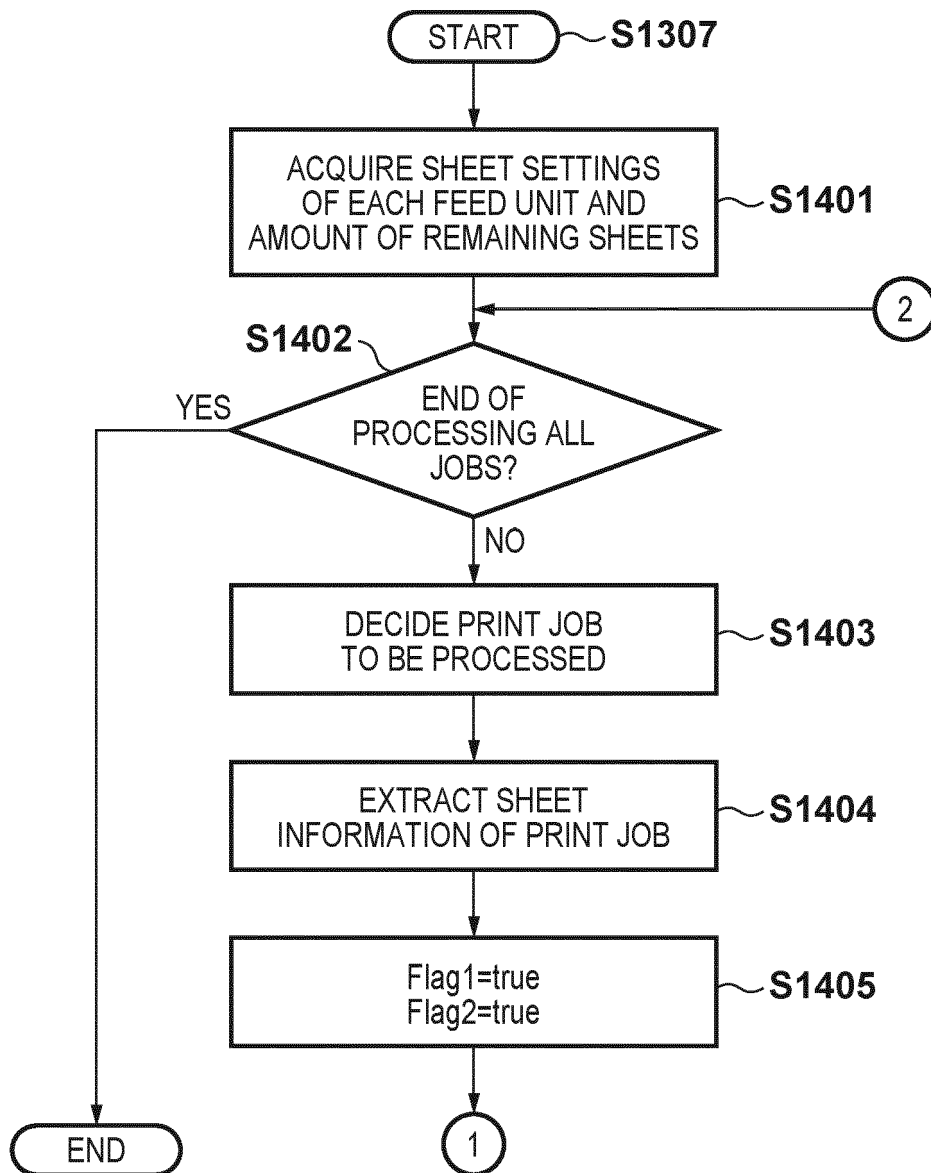 START
S1307
ACQUIRE SHEET SETTINGS
OF EACH FEED UNIT AND
AMOUNT OF REMAINING SHEETS
S1401
2
S1402
YES
END OF
PROCESSING ALL
JOBS?
NO
DECIDE PRINT JOB
TO BE PROCESSED
S1403
EXTRACT SHEET
INFORMATION OF PRINT JOB
S1404
Flag1=true
Flag2=true
S1405
END
1